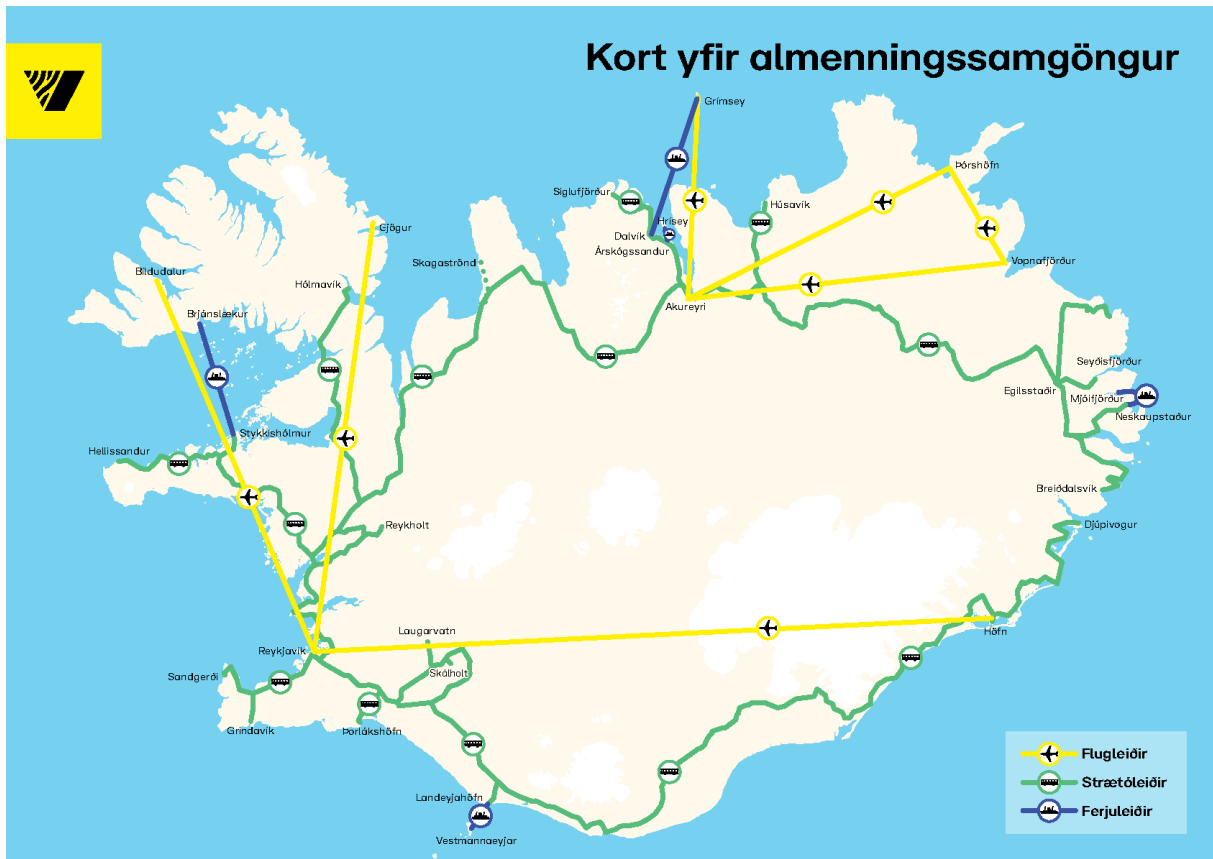 Kort yfir almenningssamgöngur
Grímsey
Þórshöfn
Siglufjörður
Húsavík
Hrísey
Gjögur
Dalvík
Árskógssandur
Skagaströnd
Vopnafjörður
Bíldudalur
Hólmavík
Akureyri
Brjánslækur
Seyðisfjörður
Egilsstaðir
Mjóifjörður
Neskaupstaður
Stykkishólmur
Hellissandur
Breiðdalsvík
Reykholt
Djúpivogur
Laugarvatn
Höfn
Reykjavík
Skálholt
Sandgerði
Grindavík
Þorlákshöfn
Flugleiðir
Strætóleiðir
Landeyjahöfn
Ferjuleiðir
Vestmannaeyjar